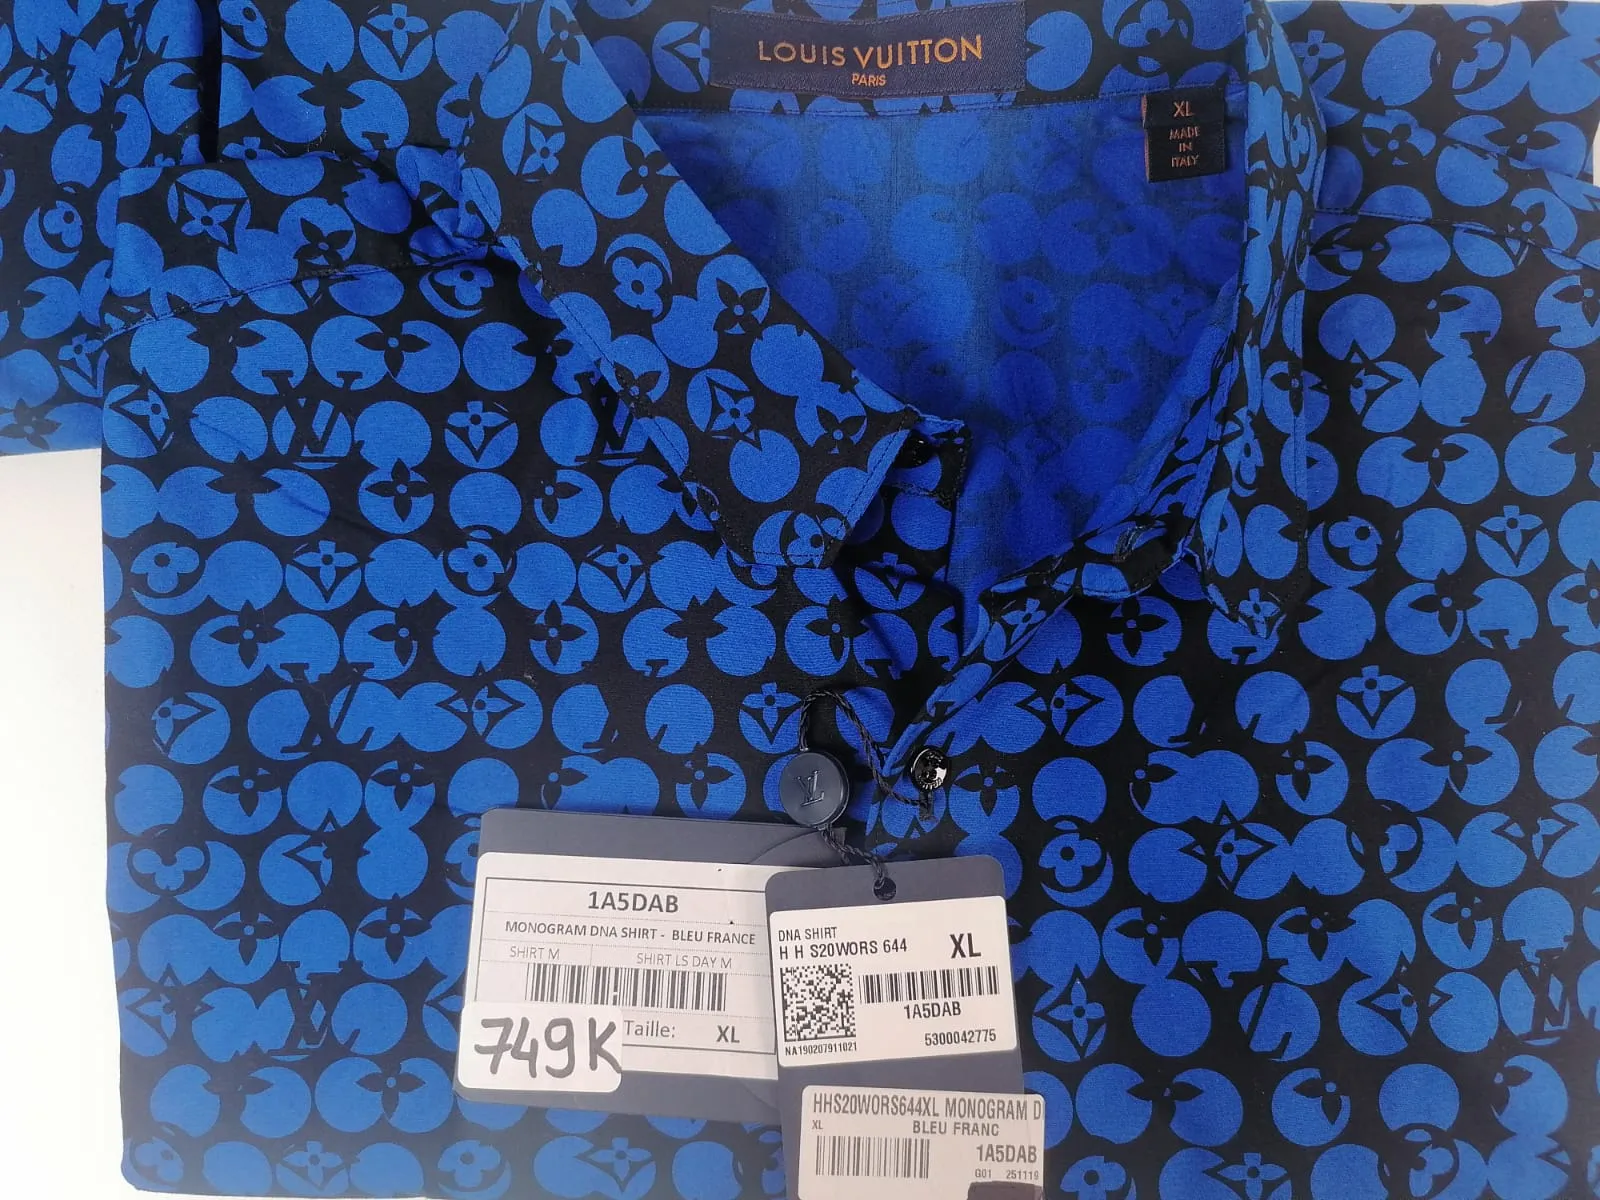 LOUIS VUITTON
PARIS
XL
MADE
IN
ITALY
1A5DAB
MONOGRAM DNA SHIRT - BLEU FRANCE
SHIRT M
SHIRT LS DAY M
749K
Taille:
XL
DNA SHIRT
H H S20WORS 644
XL
1A5DAB
NA190207911021
5300042775
HHS20WORS644XL MONOGRAM D
XL
BLEU FRANC
1A5DAB
G01 251119